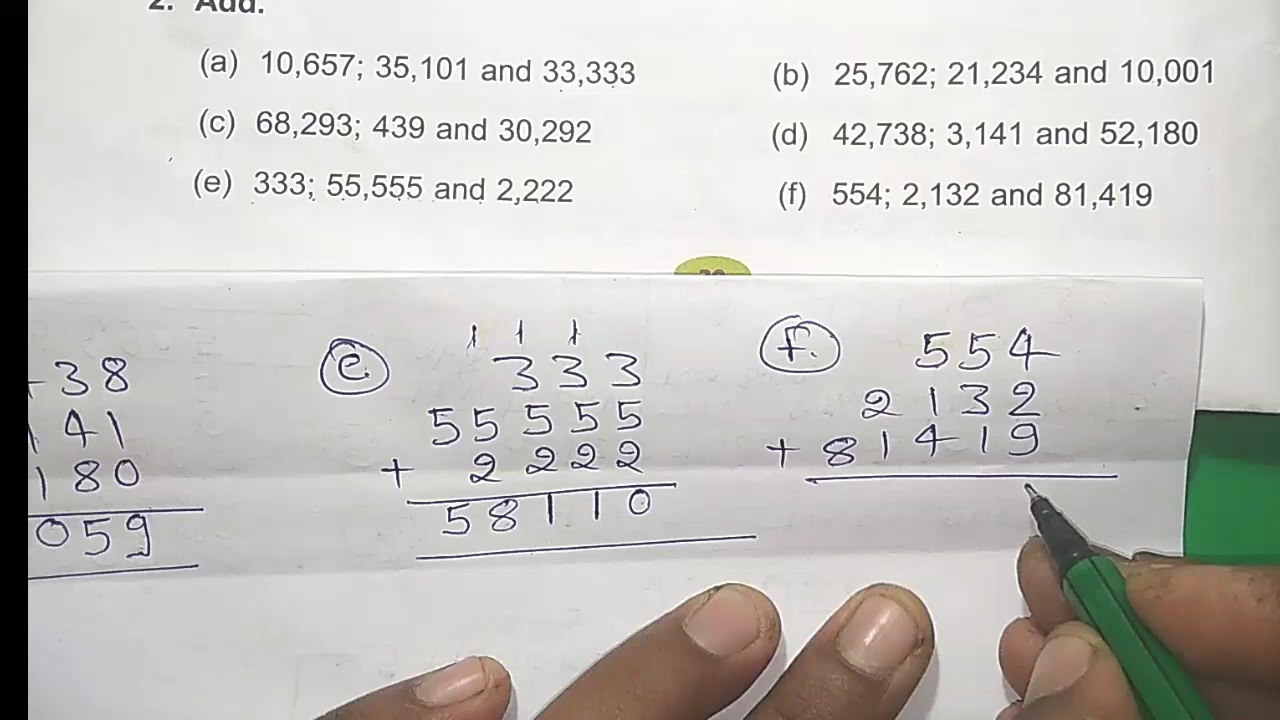 2. Add.
(a) 10,657; 35,101 and 33,333
(b) 25,762; 21,234 and 10,001
(c) 68,293; 439 and 30,292
(d) 42,738; 3,141 and 52,180
(e) 333; 55,555 and 2,222
(f) 554; 2,132 and 81,419
38
41
180
059
e.
1 1 1
333
55555
+ 2222
58110
f.
554
2132
+ 81419